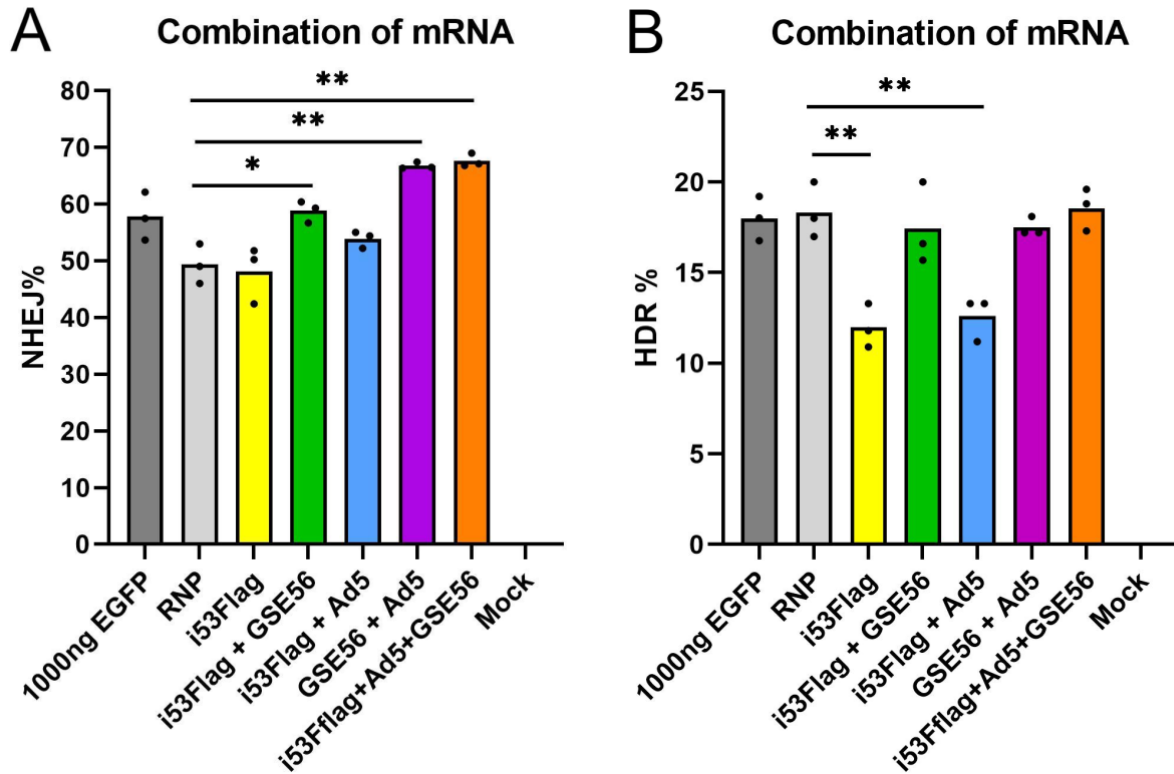 A
Combination of mRNA
NHEJ%
80
70
60
50
40
30
20
10
0
**
**
*
1000ng EGFP
RNP
i53Flag
i53Flag + GSE56
i53Flag + Ad5
GSE56 + Ad5
i53Fflag+Ad5+GSE56
Mock
B
Combination of mRNA
HDR %
25
20
15
10
5
0
**
**
1000ng EGFP
RNP
i53Flag
i53Flag + GSE56
i53Flag + Ad5
GSE56 + Ad5
i53Fflag+Ad5+GSE56
Mock